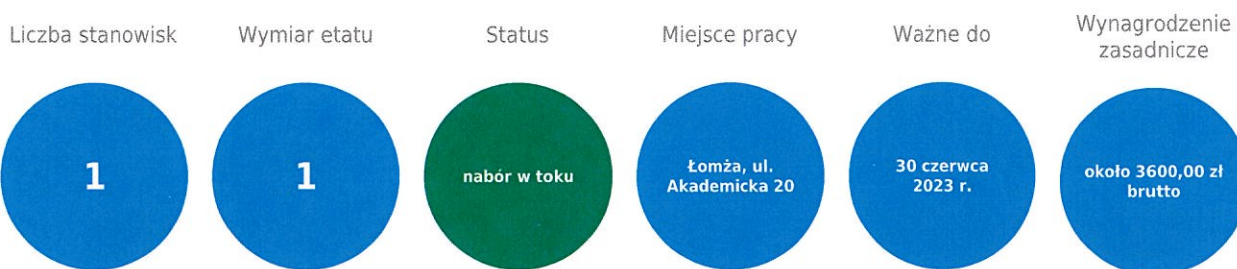 Liczba stanowisk
1
Wymiar etatu
1
Status
nabór w toku
Miejsce pracy
Łomża, ul.
Akademicka 20
Ważne do
30 czerwca
2023 r.
Wynagrodzenie
zasadnicze
około 3600,00 zł
brutto